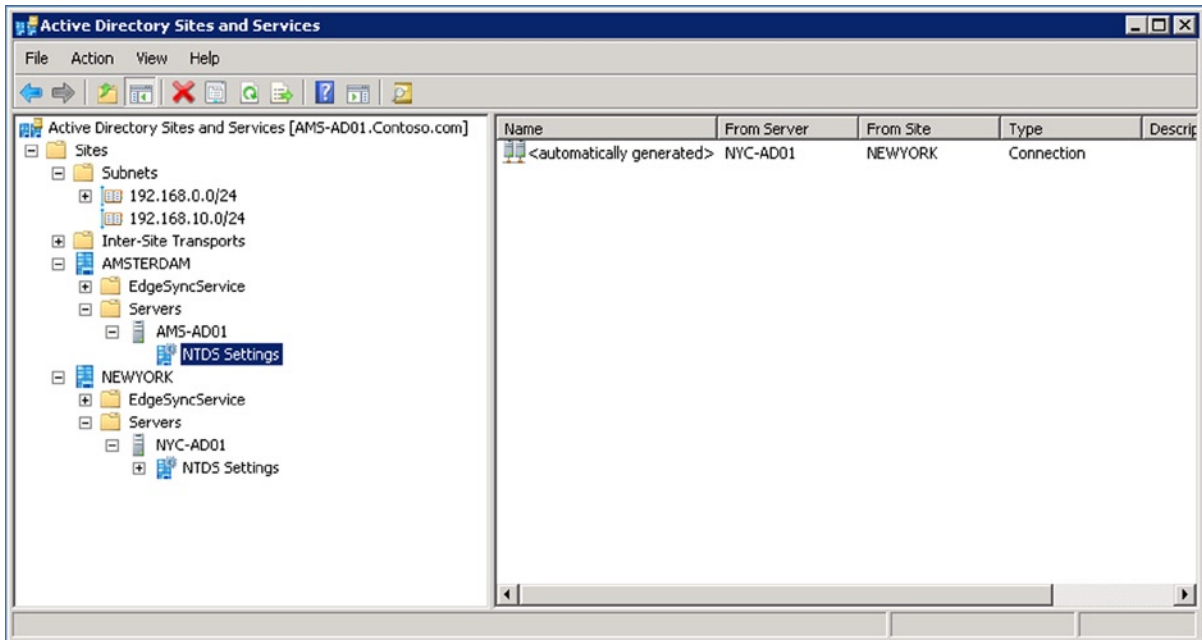 Active Directory Sites and Services
File Action View Help
Active Directory Sites and Services [AMS-AD01.Contoso.com]
Sites
Subnets
192.168.0.0/24
192.168.10.0/24
Inter-Site Transports
AMSTERDAM
EdgeSyncService
Servers
AMS-AD01
NTDS Settings
NEWYORK
EdgeSyncService
Servers
NYC-AD01
NTDS Settings
Name From Server From Site Type Descrip
<automatically generated> NYC-AD01 NEWYORK Connection